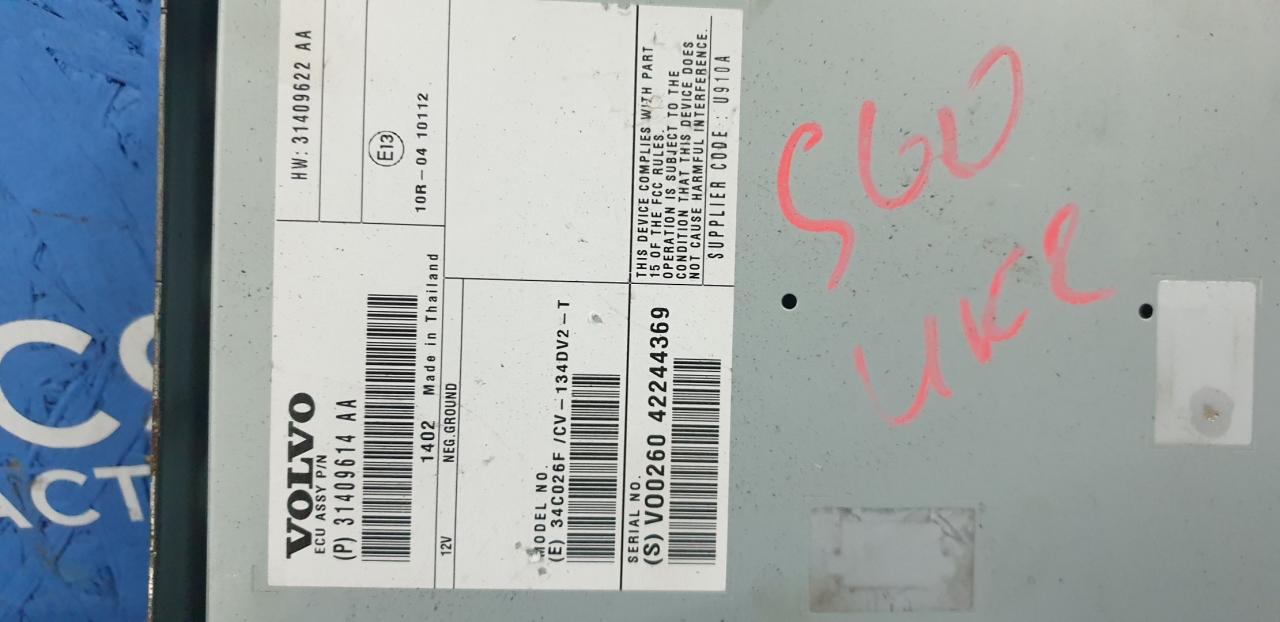 VOLVO
ECU ASSY P/N
(P) 31409614 AA
1402 Made in Thailand
HW: 31409622 AA
E13
10R-04 10112
12V NEG.GROUND
MODEL NO.
(E) 34C026F /CV-134DV2-T
SERIAL NO.
(S) V00260 42244369
THIS DEVICE COMPLIES WITH PART
15 OF THE FCC RULES.
OPERATION IS SUBJECT TO THE
CONDITION THAT THIS DEVICE DOES
NOT CAUSE HARMFUL INTERFERENCE.
SUPPLIER CODE : U910A
S60
ACT